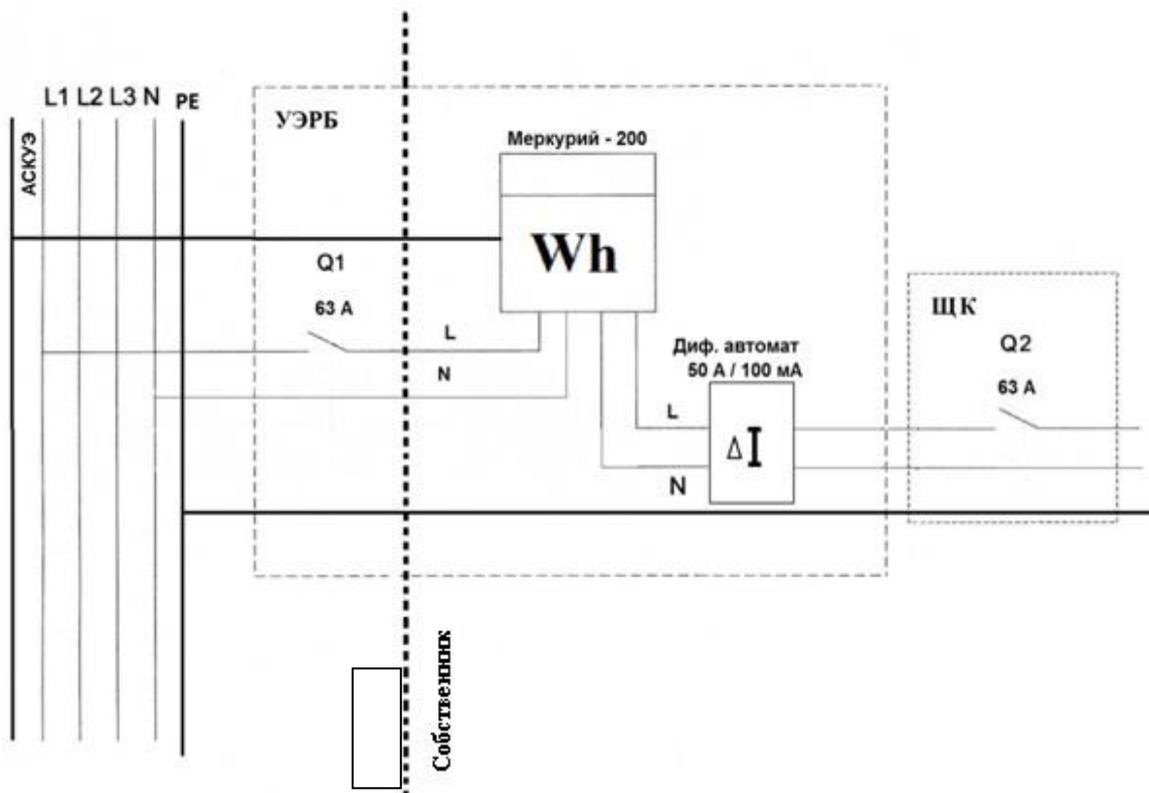 L1 L2 L3 N PE
АСКУЭ
УЭРБ
Меркурий - 200
Wh
Q1
63 А
L
N
Диф. автомат
50 А / 100 мА
L
Δ I
N
ЩК
Q2
63 А
Собственник